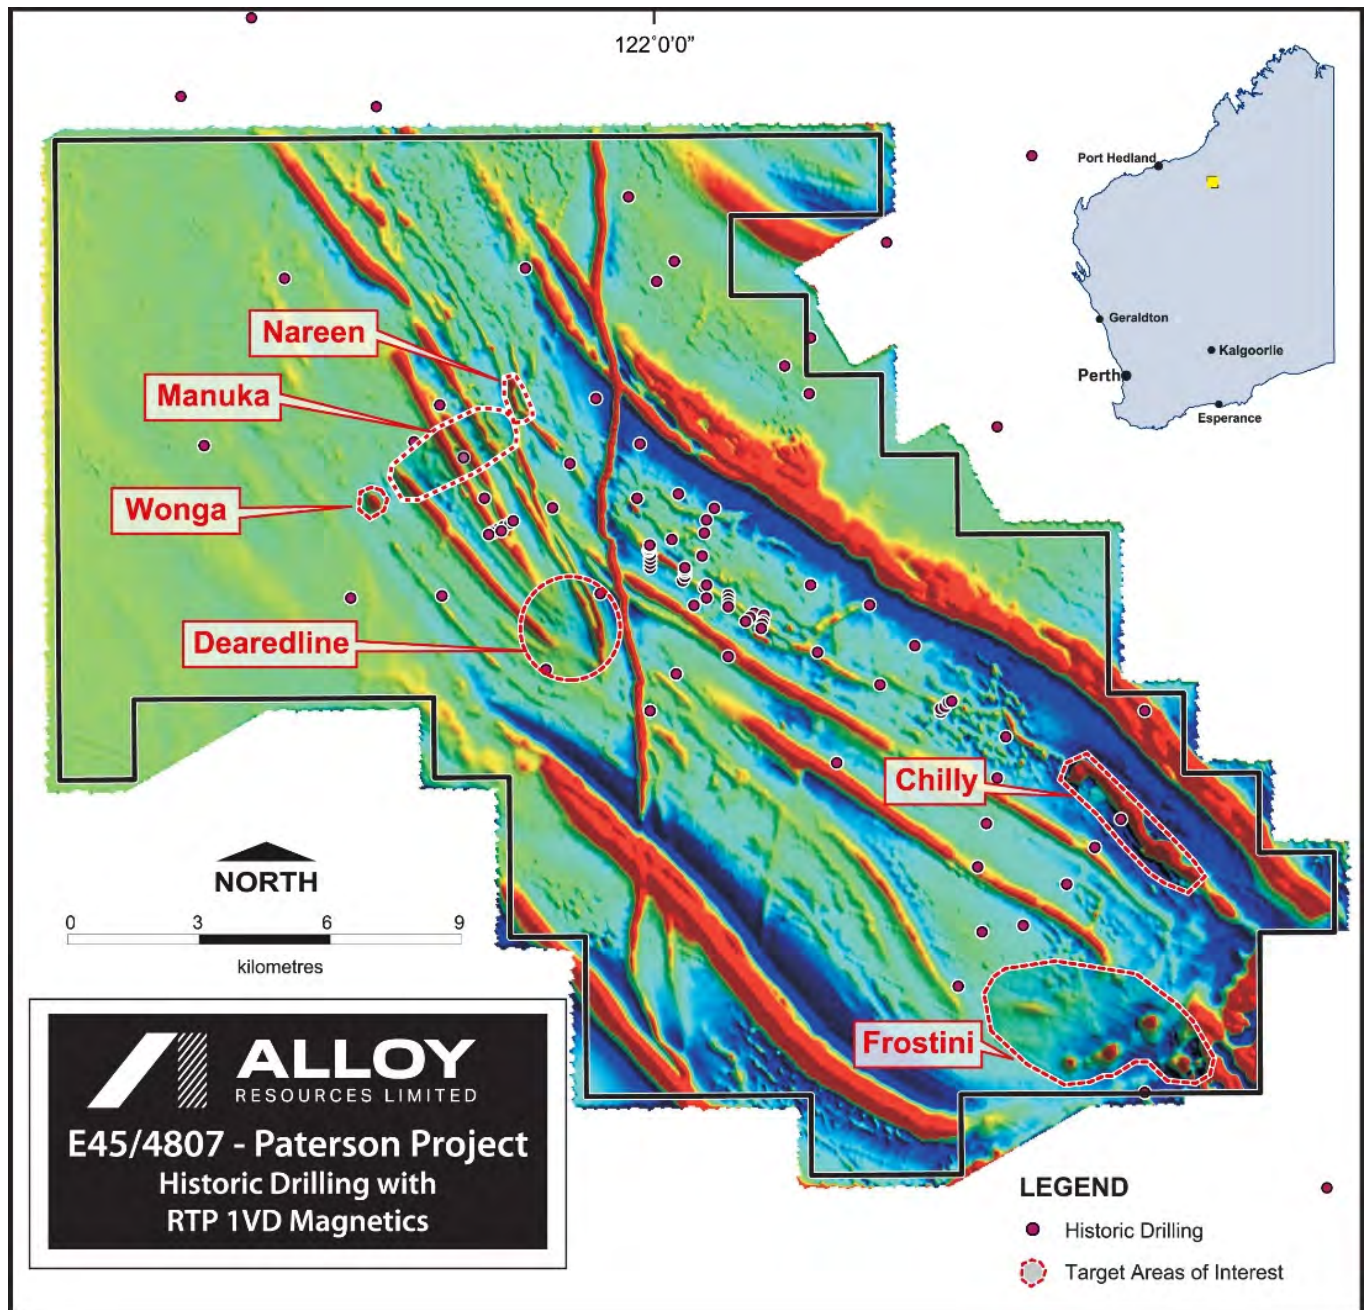 122°0'0"
Port Hedland
Geraldton
Kalgoorlie
Perth
Esperance
Nareen
Manuka
Wonga
Dearedline
Chilly
Frostini
NORTH
0 3 6 9
kilometres
ALLOY
RESOURCES LIMITED
E45/4807 - Paterson Project
Historic Drilling with
RTP 1VD Magnetics
LEGEND
Historic Drilling
Target Areas of Interest